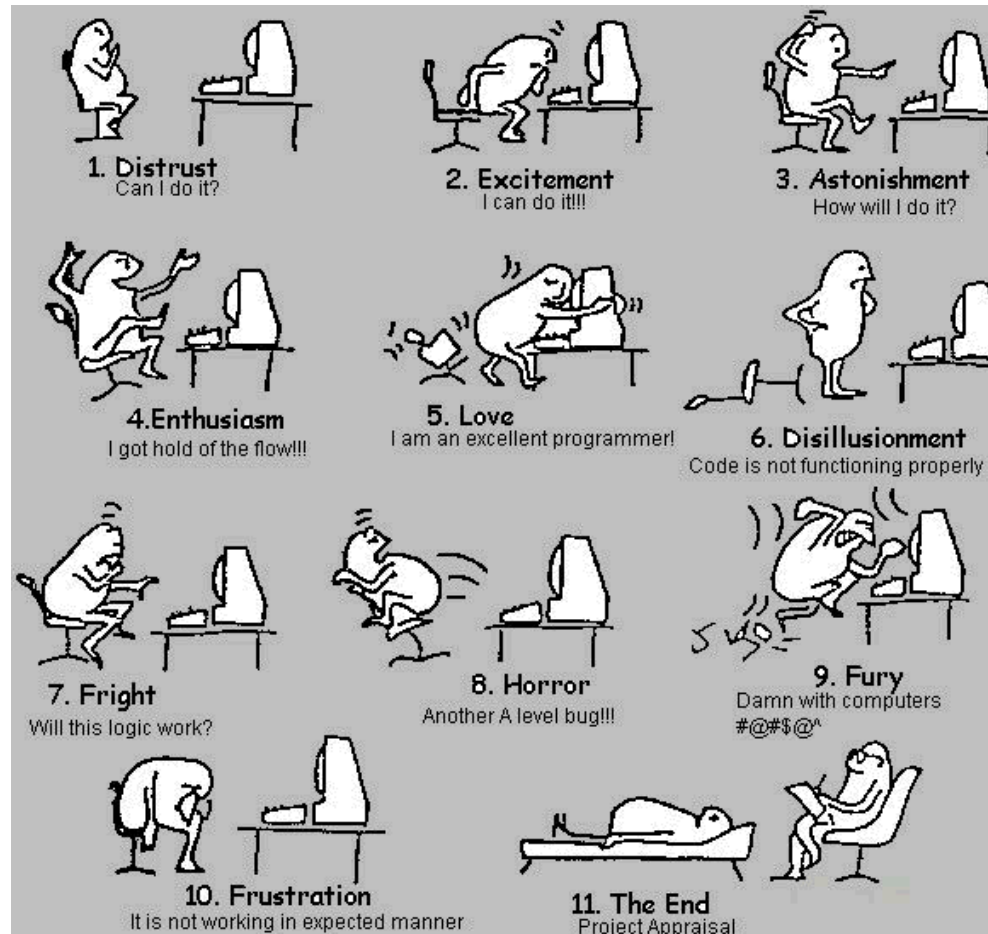 1. Distrust
Can I do it?
2. Excitement
I can do it!!!
3. Astonishment
How will I do it?
4.Enthusiasm
I got hold of the flow!!!
5. Love
I am an excellent programmer!
6. Disillusionment
Code is not functioning properly
7. Fright
Will this logic work?
8. Horror
Another A level bug!!!
9. Fury
Damn with computers
#@#$@^
10. Frustration
It is not working in expected manner
11. The End
Project Appraisal